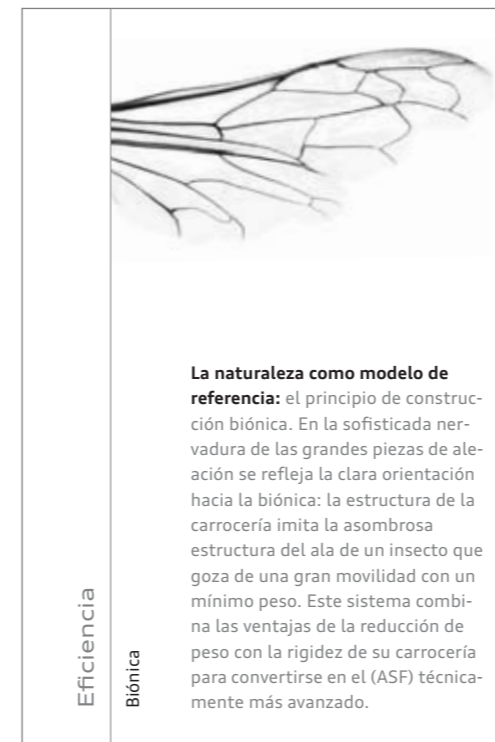 La naturaleza como modelo de
referencia: el principio de construc-
ción biónica. En la sofisticada ner-
vadura de las grandes piezas de ale-
ación se refleja la clara orientación
hacia la biónica: la estructura de la
carrocería imita la asombrosa
estructura del ala de un insecto que
goza de una gran movilidad con un
mínimo peso. Este sistema combi-
na las ventajas de la reducción de
peso con la rigidez de su carrocería
para convertirse en el (ASF) técnica-
mente más avanzado.
Eficiencia
Biónica